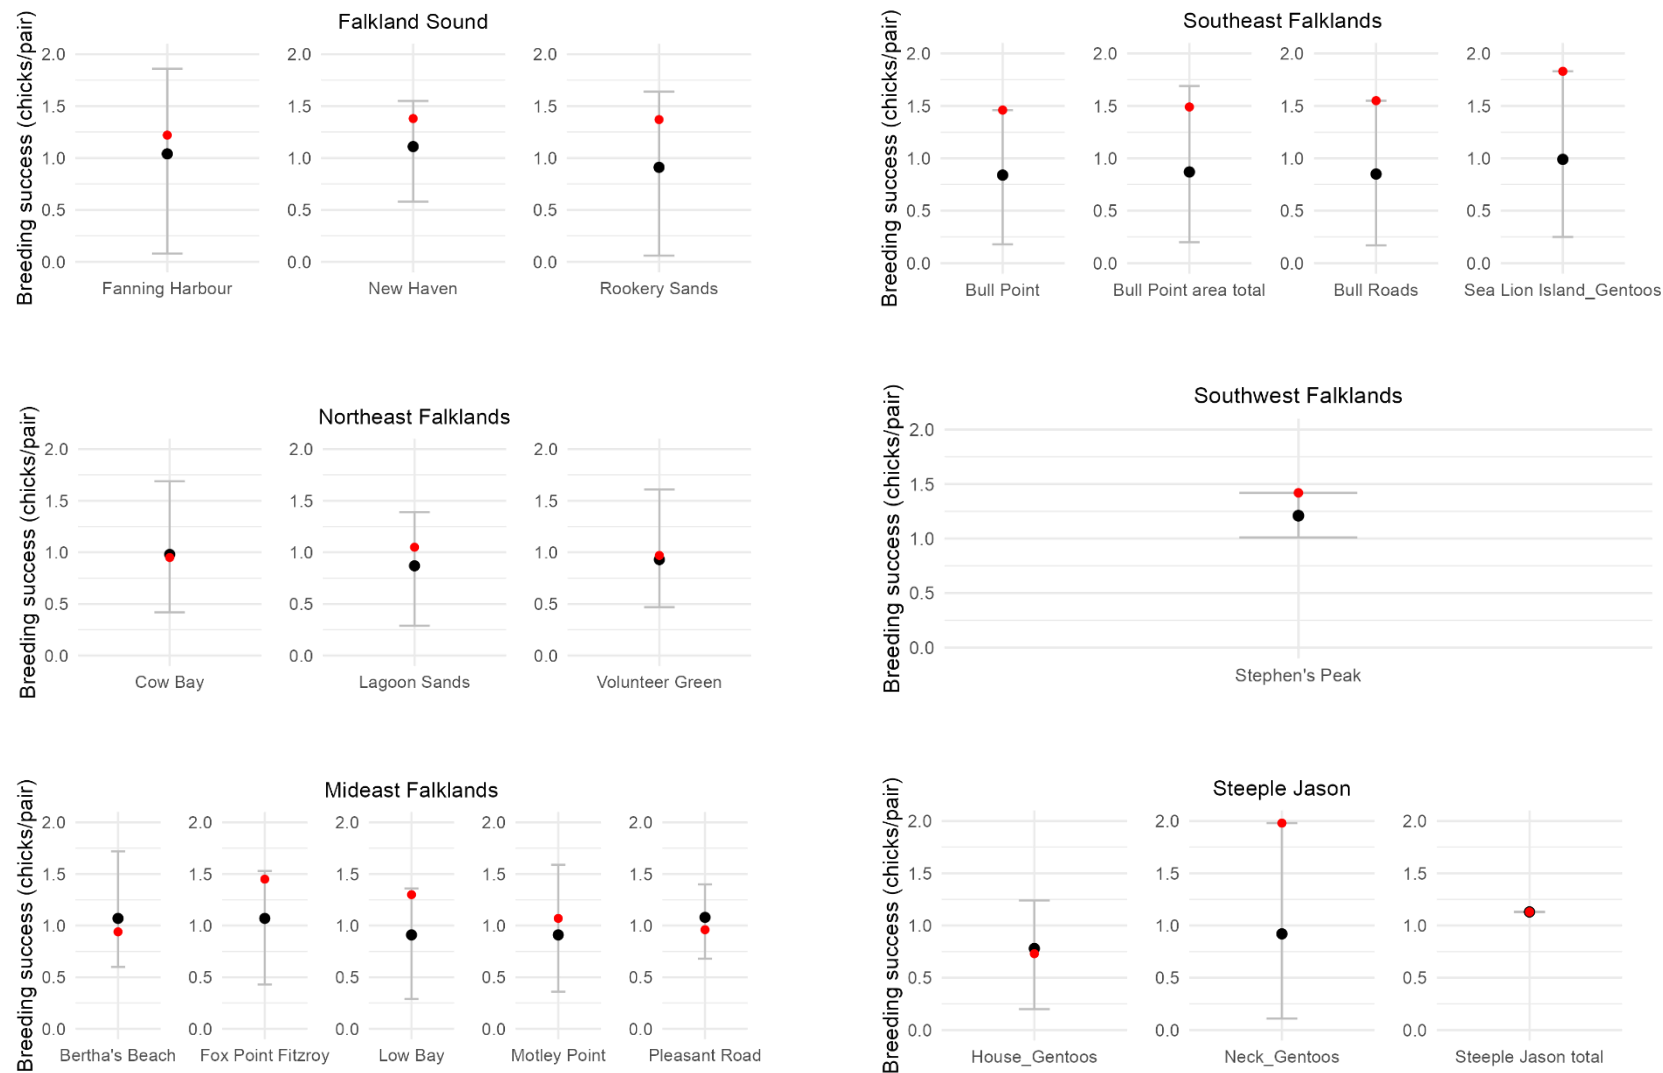 Falkland Sound
Breeding success (chicks/pair)
2.0 2.0 2.0
1.5 1.5 1.5
1.0 1.0 1.0
0.5 0.5 0.5
0.0 0.0 0.0
Fanning Harbour New Haven Rookery Sands
Southeast Falklands
Breeding success (chicks/pair)
2.0 2.0 2.0 2.0
1.5 1.5 1.5 1.5
1.0 1.0 1.0 1.0
0.5 0.5 0.5 0.5
0.0 0.0 0.0 0.0
Bull Point Bull Point area total Bull Roads Sea Lion Island_Gentoos
Northeast Falklands
Breeding success (chicks/pair)
2.0 2.0 2.0
1.5 1.5 1.5
1.0 1.0 1.0
0.5 0.5 0.5
0.0 0.0 0.0
Cow Bay Lagoon Sands Volunteer Green
Southwest Falklands
Breeding success (chicks/pair)
2.0
1.5
1.0
0.5
0.0
Stephen's Peak
Mideast Falklands
Breeding success (chicks/pair)
2.0 2.0 2.0 2.0 2.0
1.5 1.5 1.5 1.5 1.5
1.0 1.0 1.0 1.0 1.0
0.5 0.5 0.5 0.5 0.5
0.0 0.0 0.0 0.0 0.0
Bertha's Beach Fox Point Fitzroy Low Bay Motley Point Pleasant Road
Steeple Jason
Breeding success (chicks/pair)
2.0 2.0 2.0
1.5 1.5 1.5
1.0 1.0 1.0
0.5 0.5 0.5
0.0 0.0 0.0
House_Gentoos Neck_Gentoos Steeple Jason total